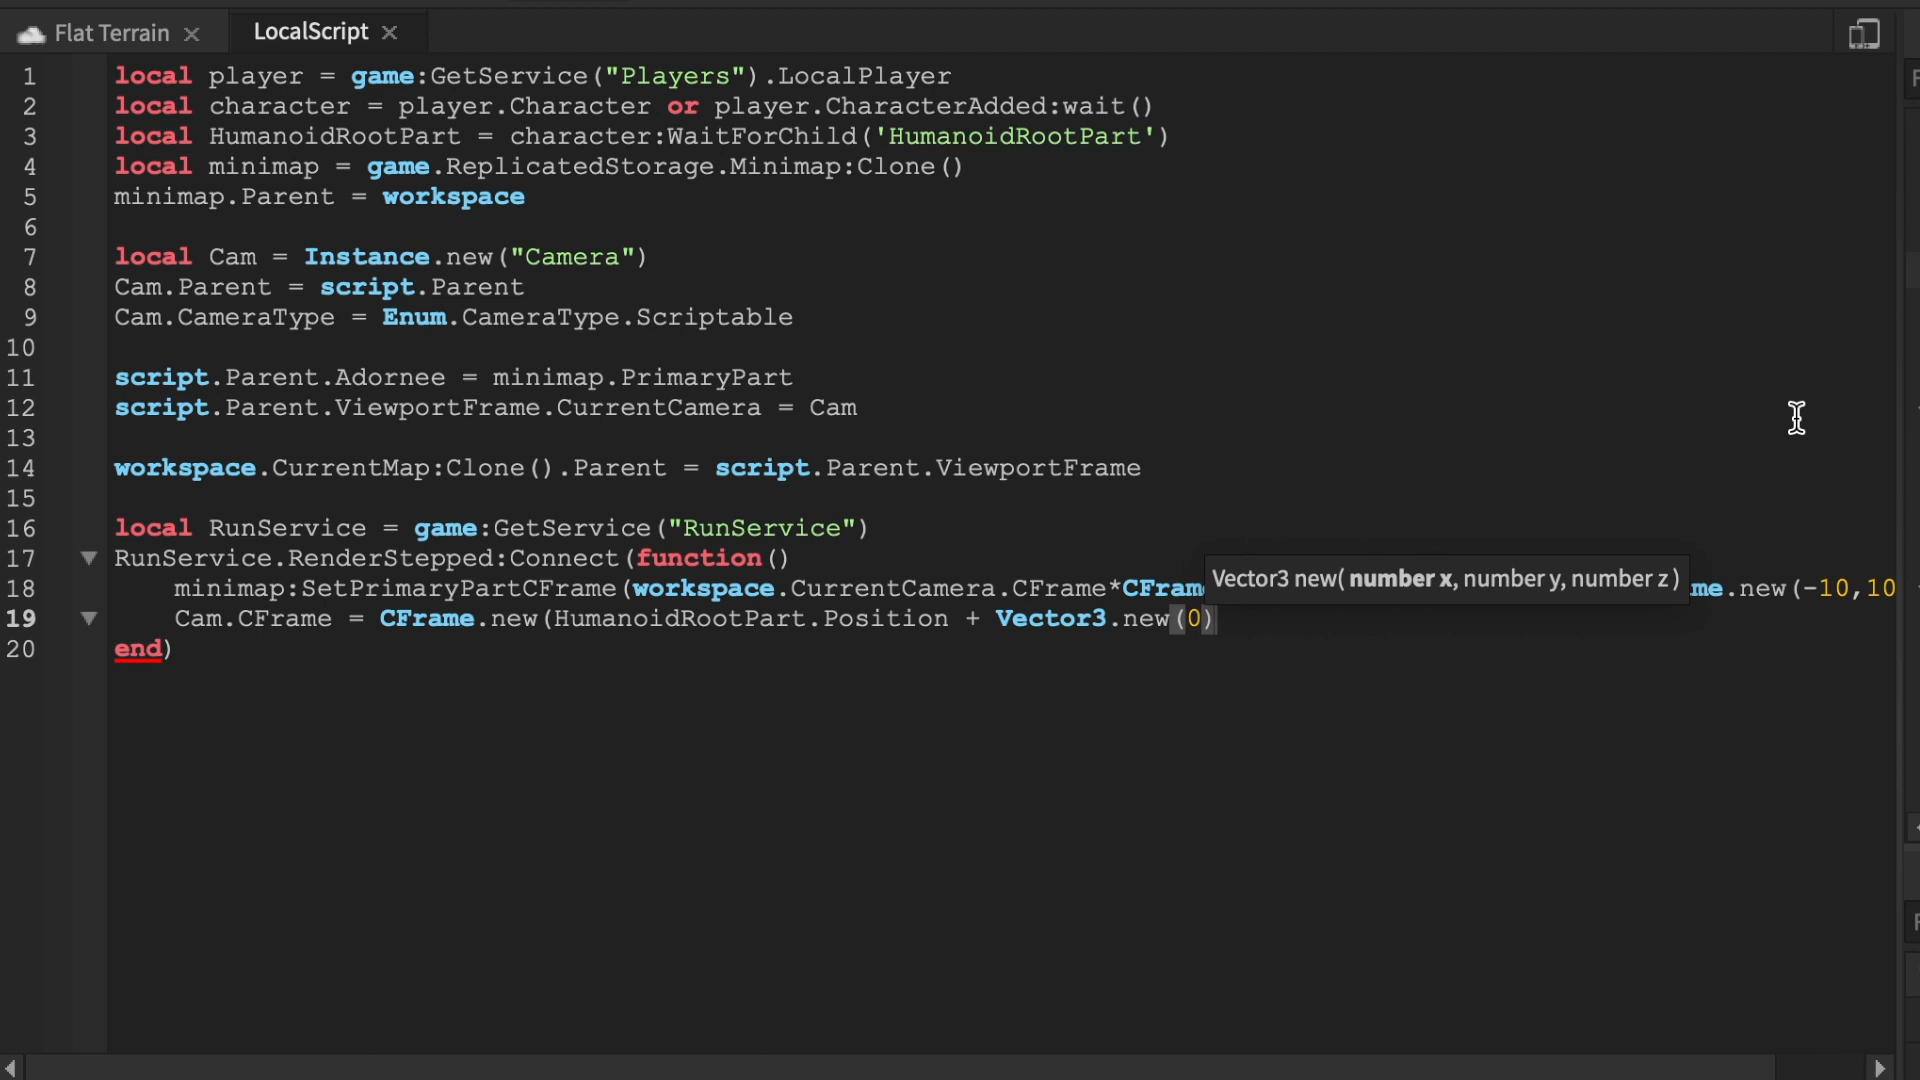 Flat Terrain
LocalScript
1 local player = game:GetService("Players").LocalPlayer
2 local character = player.Character or player.CharacterAdded:wait()
3 local HumanoidRootPart = character:WaitForChild('HumanoidRootPart')
4 local minimap = game.ReplicatedStorage.Minimap:Clone()
5 minimap.Parent = workspace
6
7 local Cam = Instance.new("Camera")
8 Cam.Parent = script.Parent
9 Cam.CameraType = Enum.CameraType.Scriptable
10
11 script.Parent.Adornee = minimap.PrimaryPart
12 script.Parent.ViewportFrame.CurrentCamera = Cam
13
14 workspace.CurrentMap:Clone().Parent = script.Parent.ViewportFrame
15
16 local RunService = game:GetService("RunService")
17 RunService.RenderStepped:Connect(function()
Vector3 new( number x, number y, number z )
18 minimap:SetPrimaryPartCFrame(workspace.CurrentCamera.CFrame*CFrame me.new(-10,10
19 Cam.CFrame = CFrame.new(HumanoidRootPart.Position + Vector3.new(0)
20 end)